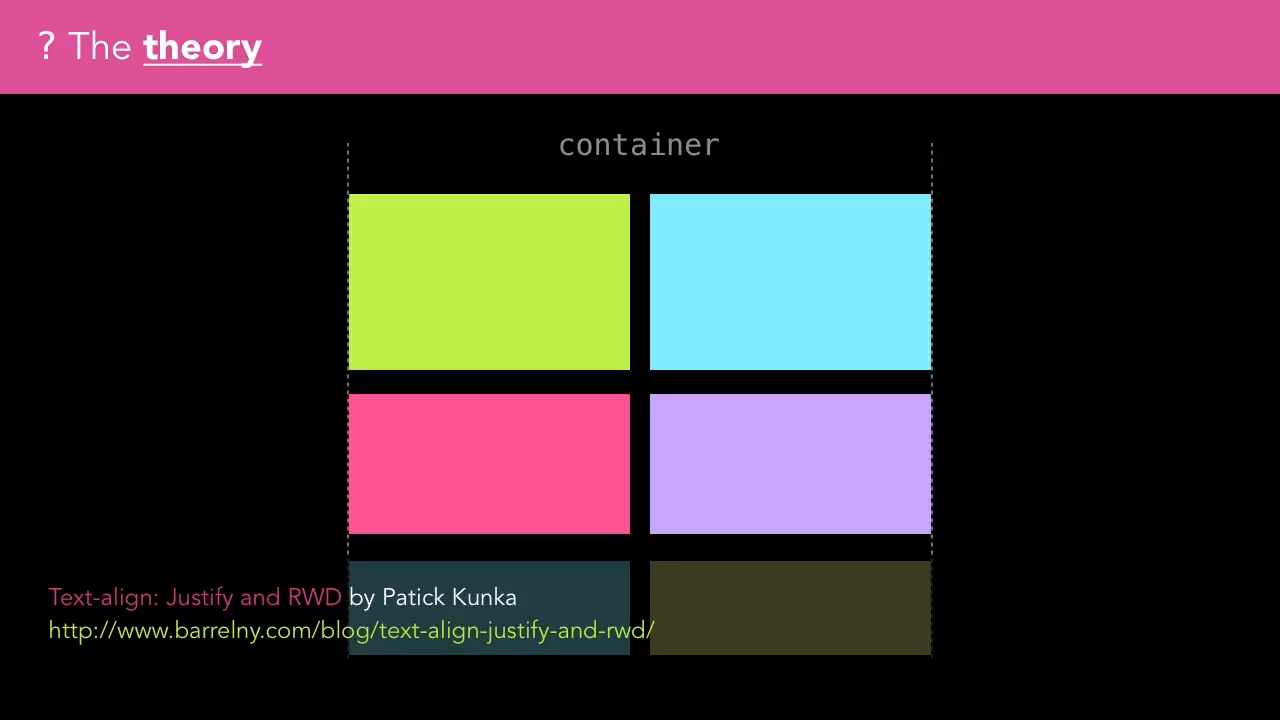 ? The theory
container
Text-align: Justify and RWD by Patick Kunka
http://www.barrelny.com/blog/text-align-justify-and-rwd/